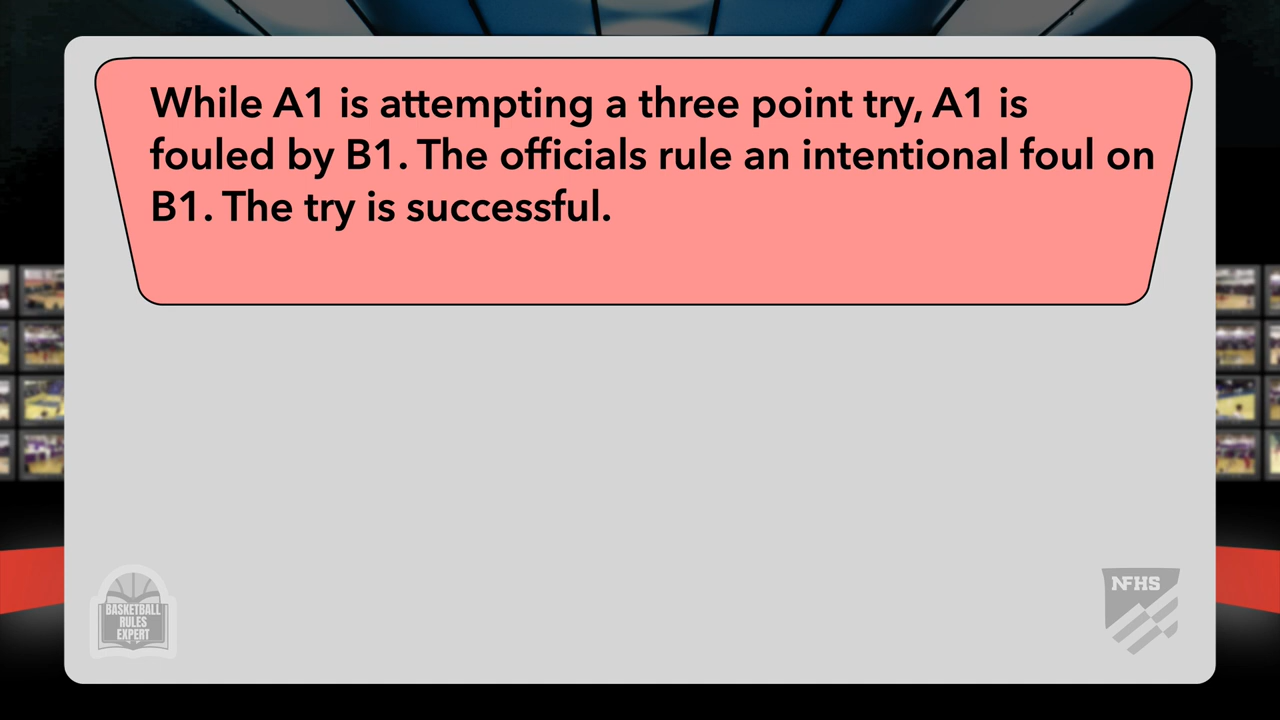 While A1 is attempting a three point try, A1 is
fouled by B1. The officials rule an intentional foul on
B1. The try is successful.
BASKETBALL
RULES
EXPERT
NFHS